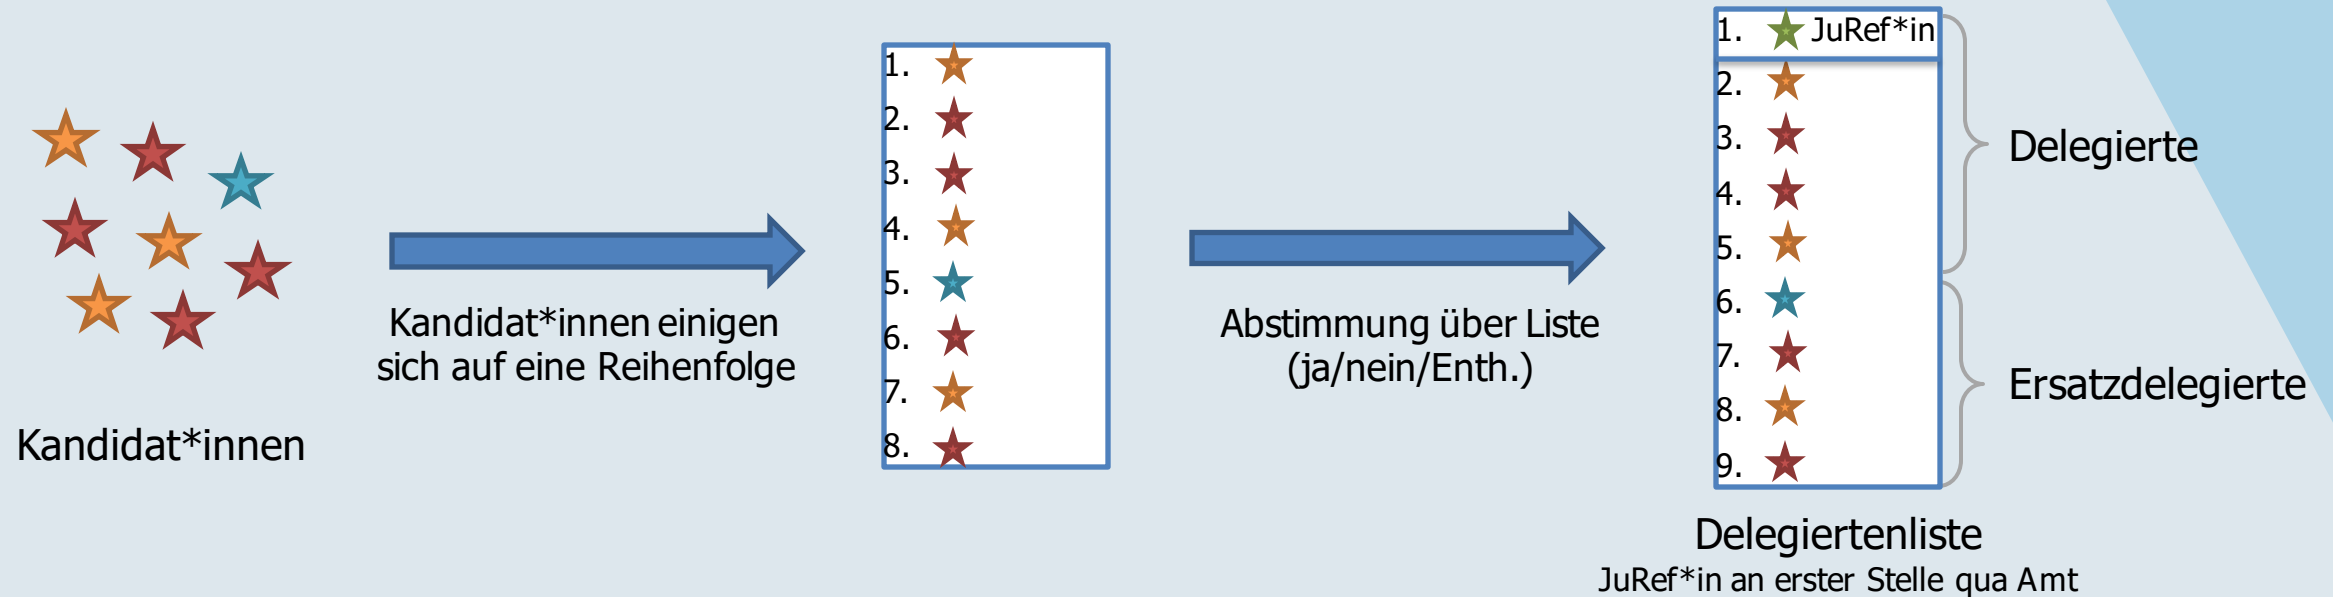 Kandidat*innen
Kandidat*innen einigen
sich auf eine Reihenfolge
1.
2.
3.
4.
5.
6.
7.
8.
Abstimmung über Liste
(ja/nein/Enth.)
1. JuRef*in
2.
3.
4.
5.
6.
7.
8.
9.
Delegierte
Ersatzdelegierte
Delegiertenliste
JuRef*in an erster Stelle qua Amt